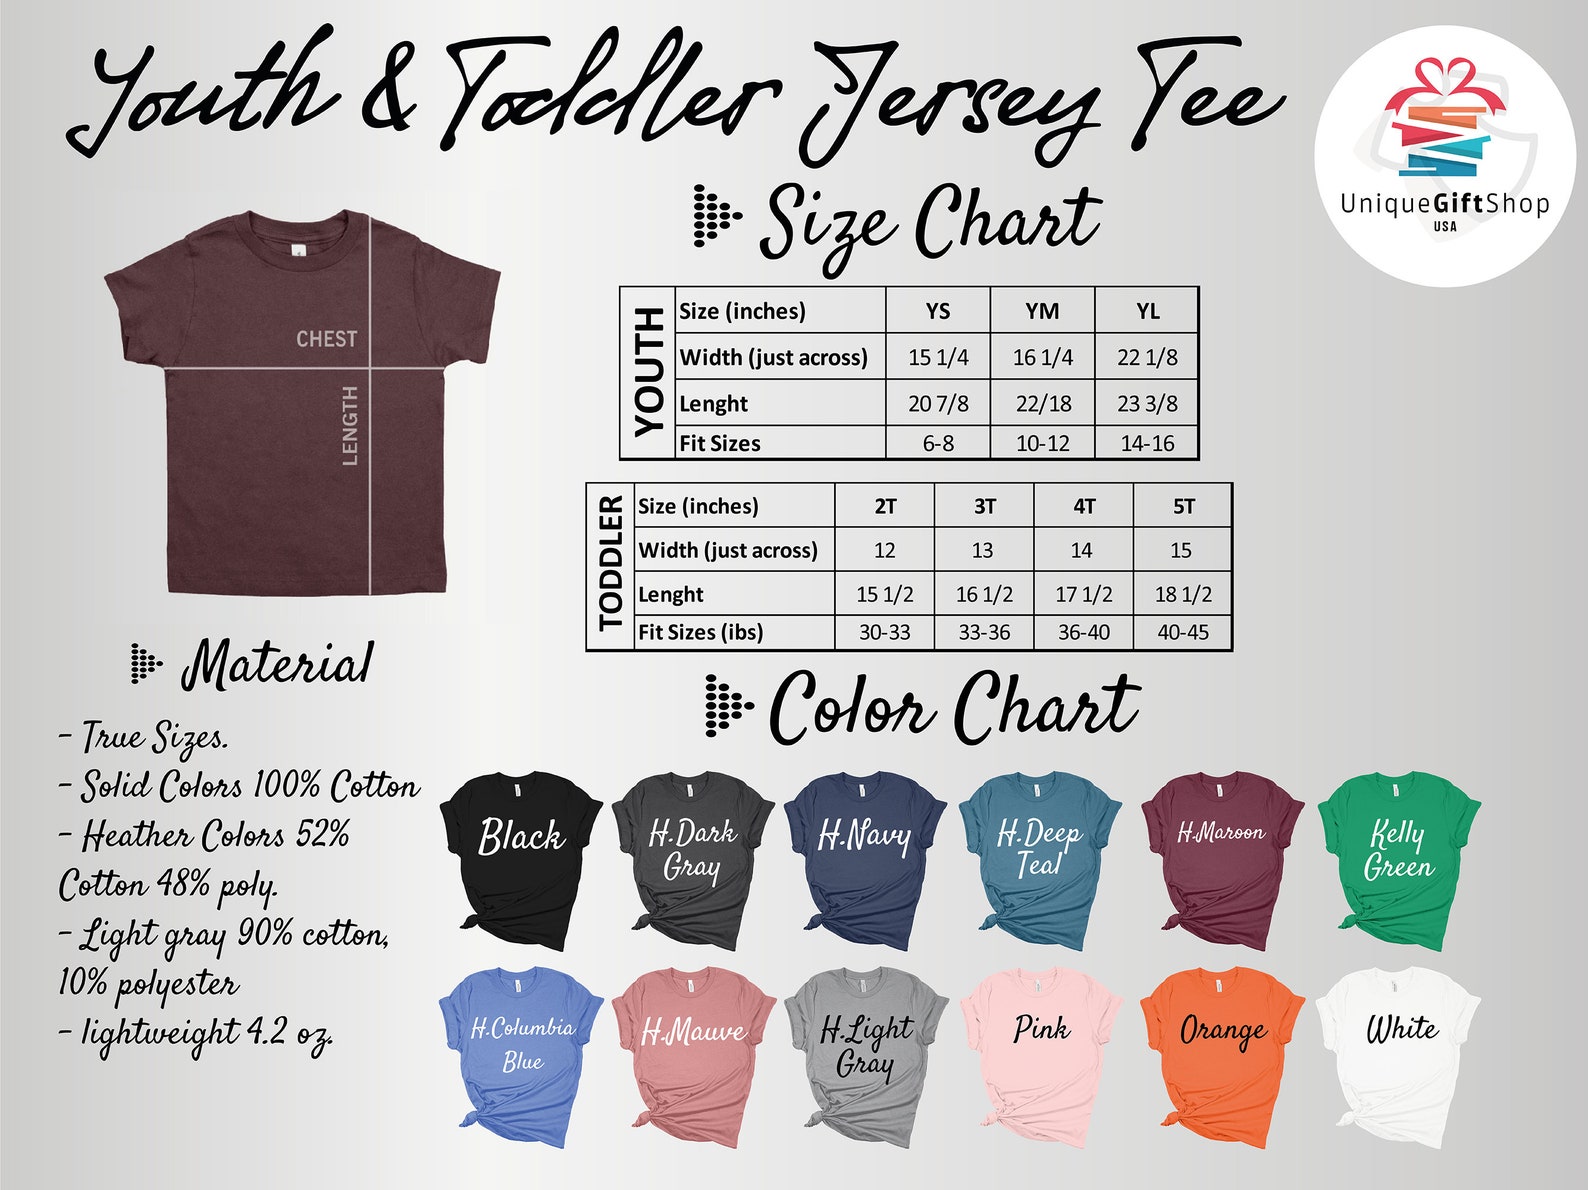 Youth & Toddler Jersey Tee
UniqueGiftShop
USA
Size Chart
CHEST
LENGTH
YOUTH
Size (inches) YS YM YL
Width (just across) 15 1/4 16 1/4 22 1/8
Lenght 20 7/8 22/18 23 3/8
Fit Sizes 6-8 10-12 14-16
TODDLER
Size (inches) 2T 3T 4T 5T
Width (just across) 12 13 14 15
Lenght 15 1/2 16 1/2 17 1/2 18 1/2
Fit Sizes (ibs) 30-33 33-36 36-40 40-45
Material
- True Sizes.
- Solid Colors 100% Cotton
- Heather Colors 52%
Cotton 48% poly.
- Light gray 90% cotton,
10% polyester
- lightweight 4.2 oz.
Color Chart
Black
H.Dark
Gray
H.Navy
H.Deep
Teal
H.Maroon
Kelly
Green
H.Columbia
Blue
H.Mauve
H.Light
Gray
Pink
Orange
White